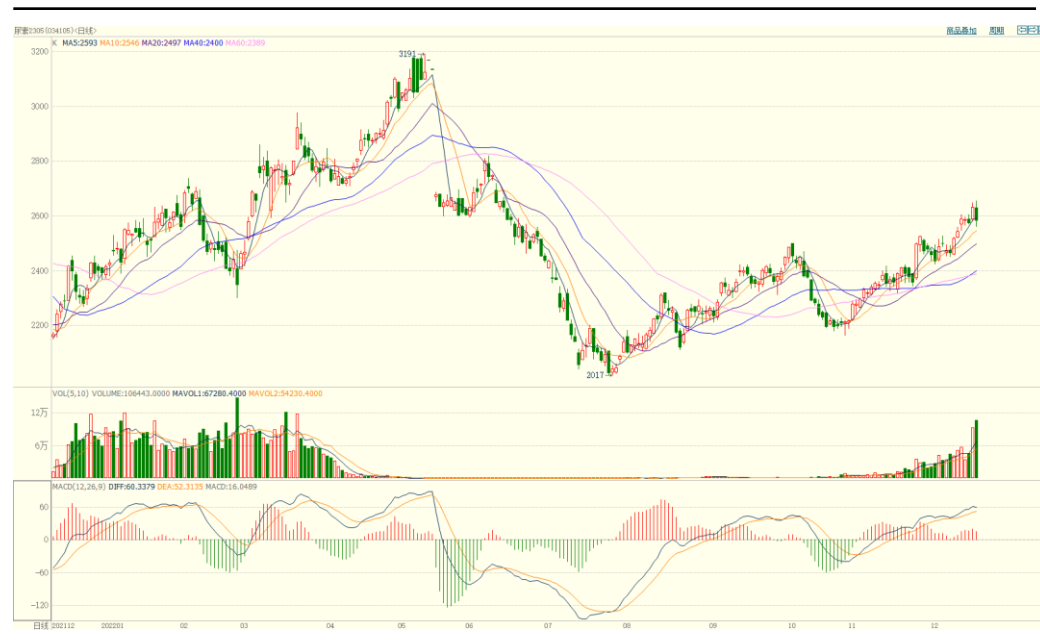 尿素2305(034105)<日线>
商品叠加 周期
K MA5:2593 MA10:2546 MA20:2497 MA40:2400 MA60:2389
3191
3200
3000
2800
2600
2400
2200
2017
VOL(5,10) VOLUME:106443.0000 MAVOL1:67280.4000 MAVOL2:54230.4000
12万
6万
MACD(12,26,9) DIFF:60.3379 DEA:52.3135 MACD:16.0489
60
0
-60
-120
日线 202112 202201 02 03 04 05 06 07 08 09 10 11 12